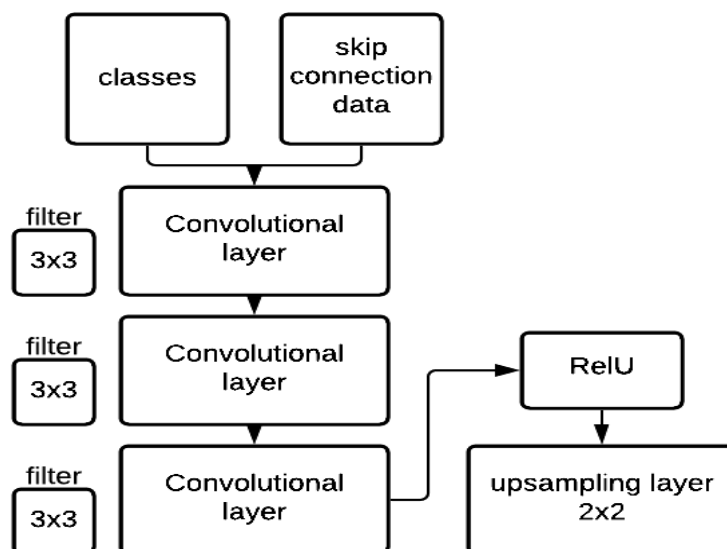 classes
skip
connection
data
filter
3x3
Convolutional
layer
filter
3x3
Convolutional
layer
RelU
filter
3x3
Convolutional
layer
upsampling layer
2x2